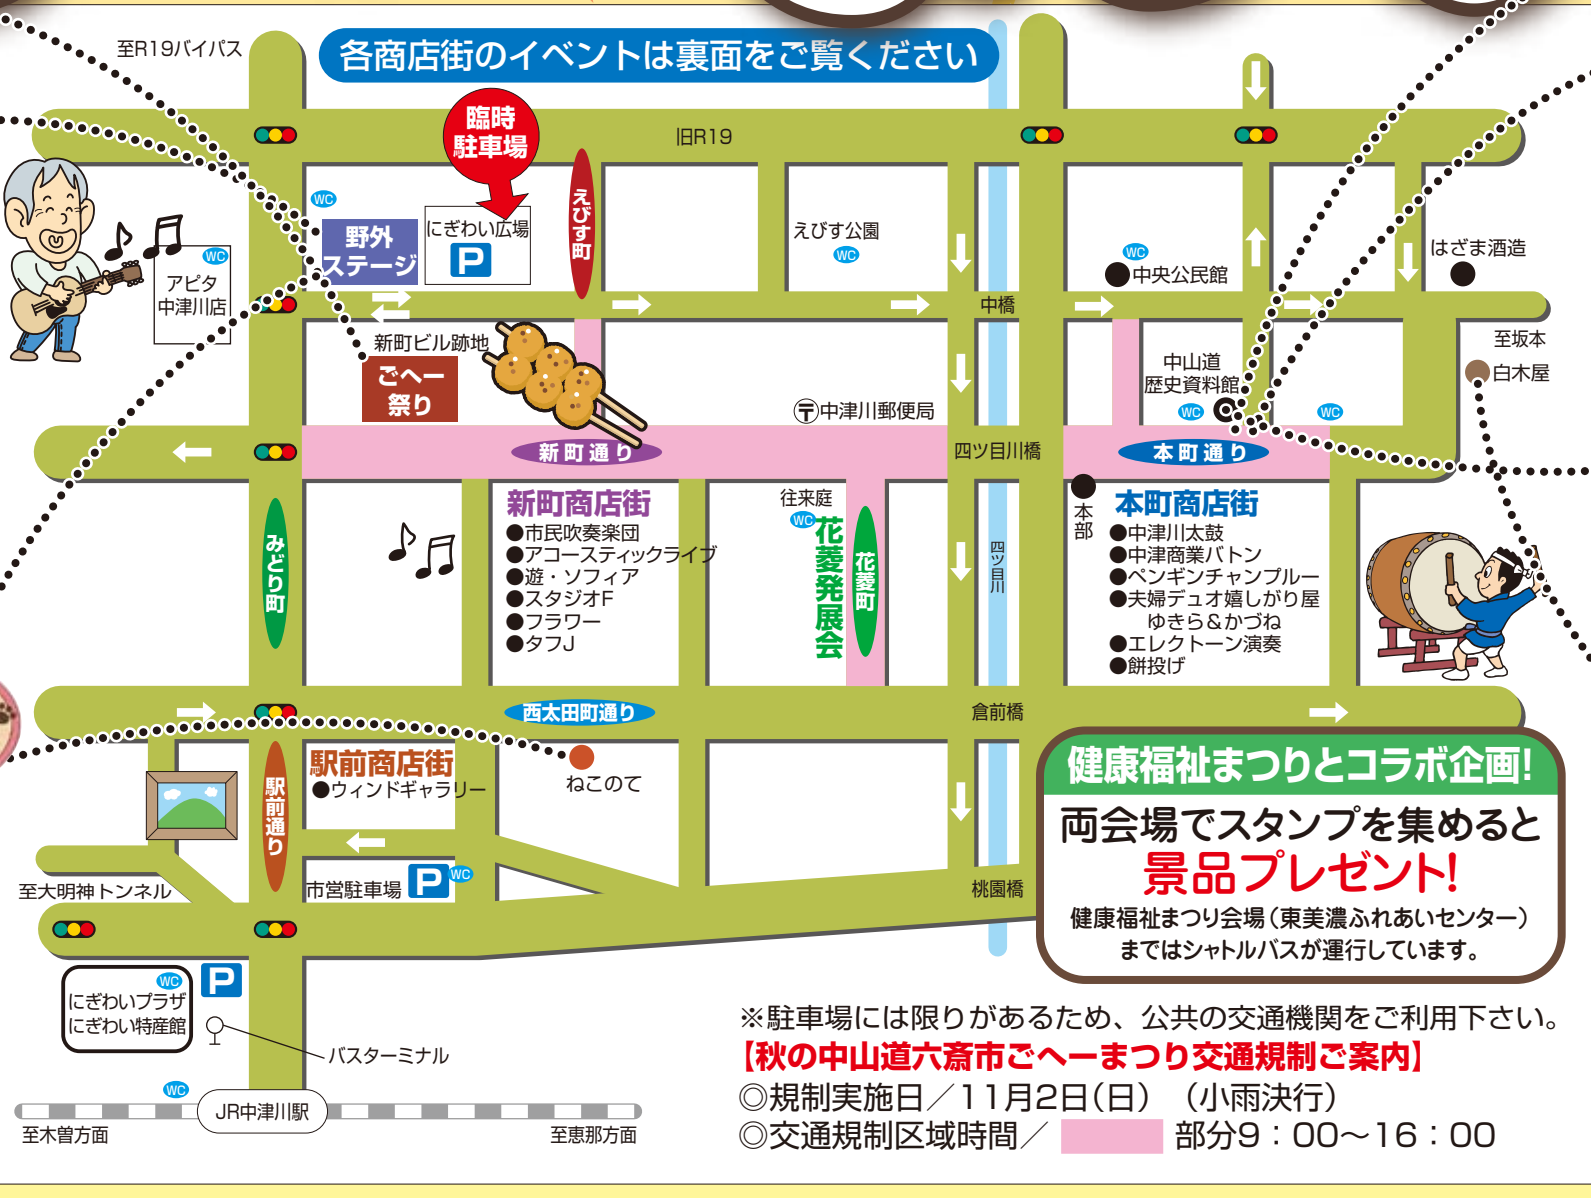 至R19バイパス
各商店街のイベントは裏面をご覧ください
臨時
駐車場
旧R19
WC
野外
ステージ
にぎわい広場
P
えびす町
えびす公園
WC
WC
中央公民館
はざま酒造
WC
アピタ
中津川店
中橋
至坂本
白木屋
新町ビル跡地
ごへー
祭り
中山道
歴史資料館
WC
WC
〒中津川郵便局
新町通り
四ツ目川橋
本町通り
みどり町
新町商店街
●市民吹奏楽団
●アコースティックライブ
●遊・ソフィア
●スタジオF
●フラワー
●タフJ
往来庭
WC
花菱発展会
花菱町
四ツ目川
本部
本町商店街
●中津川太鼓
●中津商業バトン
●ペンギンチャンプルー
●夫婦デュオ嬉しがり屋
ゆきら&かづね
●エレクトーン演奏
●餅投げ
西太田町通り
倉前橋
駅前通り
駅前商店街
●ウィンドギャラリー
ねこのて
至大明神トンネル
市営駐車場
P
WC
桃園橋
健康福祉まつりとコラボ企画!
両会場でスタンプを集めると
景品プレゼント!
健康福祉まつり会場(東美濃ふれあいセンター)
まではシャトルバスが運行しています。
WC
にぎわいプラザ
にぎわい特産館
P
バスターミナル
WC
JR中津川駅
至木曽方面
至恵那方面
※駐車場には限りがあるため、公共の交通機関をご利用下さい。
【秋の中山道六斎市ごへーまつり交通規制ご案内】
◎規制実施日/11月2日(日) (小雨決行)
◎交通規制区域時間/ 部分9:00〜16:00